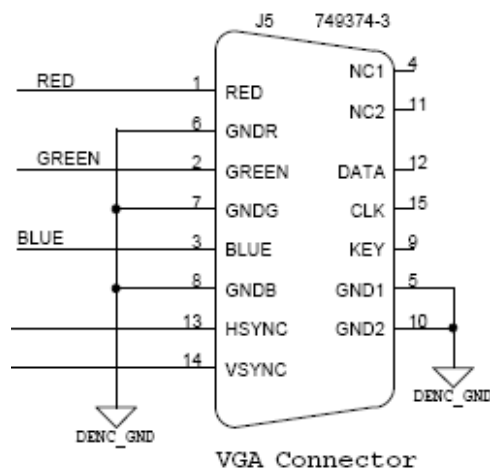 J5 749374-3
RED 1 RED NC1 4
6 GNDR NC2 11
GREEN 2 GREEN DATA 12
7 GNDG CLK 15
BLUE 3 BLUE KEY 9
8 GNDB GND1 5
13 HSYNC GND2 10
14 VSYNC
DENC_GND DENC_GND
VGA Connector